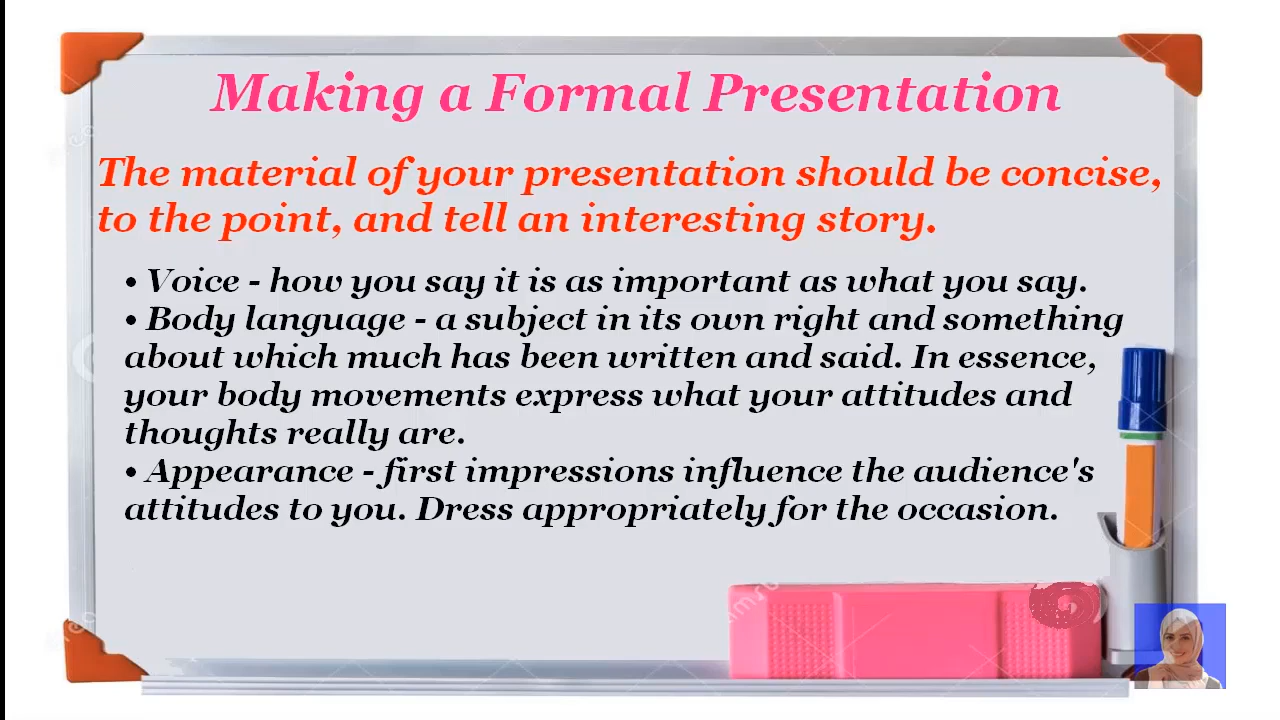 Making a Formal Presentation
The material of your presentation should be concise,
to the point, and tell an interesting story.
• Voice - how you say it is as important as what you say.
• Body language - a subject in its own right and something
about which much has been written and said. In essence,
your body movements express what your attitudes and
thoughts really are.
• Appearance - first impressions influence the audience's
attitudes to you. Dress appropriately for the occasion.